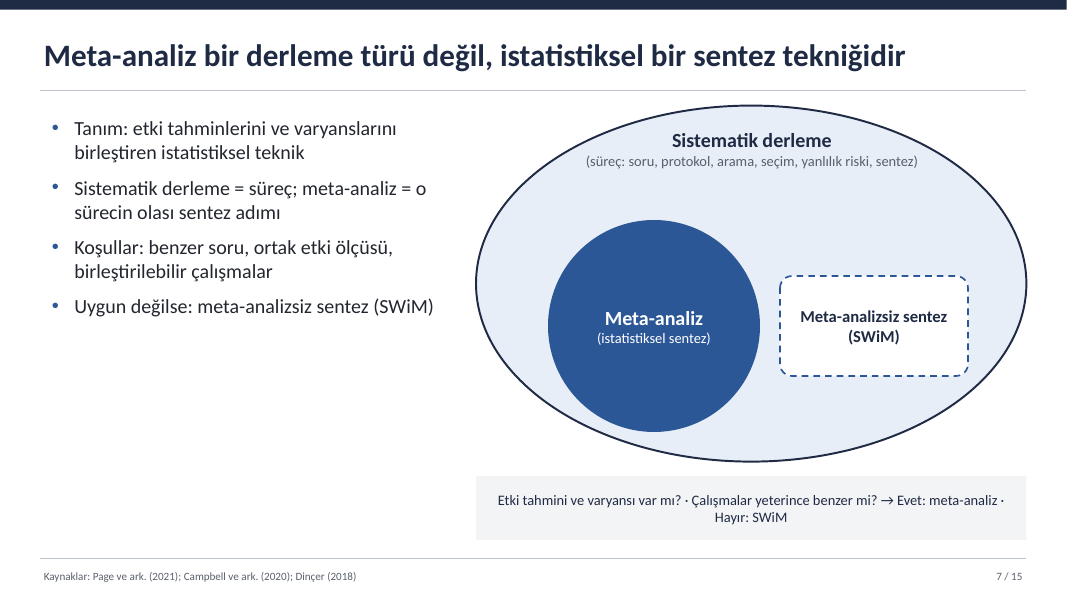 Meta-analiz bir derleme türü değil, istatistiksel bir sentez tekniğidir
• Tanım: etki tahminlerini ve varyanslarını
birleştiren istatistiksel teknik
• Sistematik derleme = süreç; meta-analiz = o
sürecin olası sentez adımı
• Koşullar: benzer soru, ortak etki ölçüsü,
birleştirilebilir çalışmalar
• Uygun değilse: meta-analizsiz sentez (SWiM)
Sistematik derleme
(süreç: soru, protokol, arama, seçim, yanlılık riski, sentez)
Meta-analiz
(istatistiksel sentez)
Meta-analizsiz sentez
(SWiM)
Etki tahmini ve varyansı var mı? · Çalışmalar yeterince benzer mi? → Evet: meta-analiz ·
Hayır: SWiM
Kaynaklar: Page ve ark. (2021); Campbell ve ark. (2020); Dinçer (2018)
7 / 15